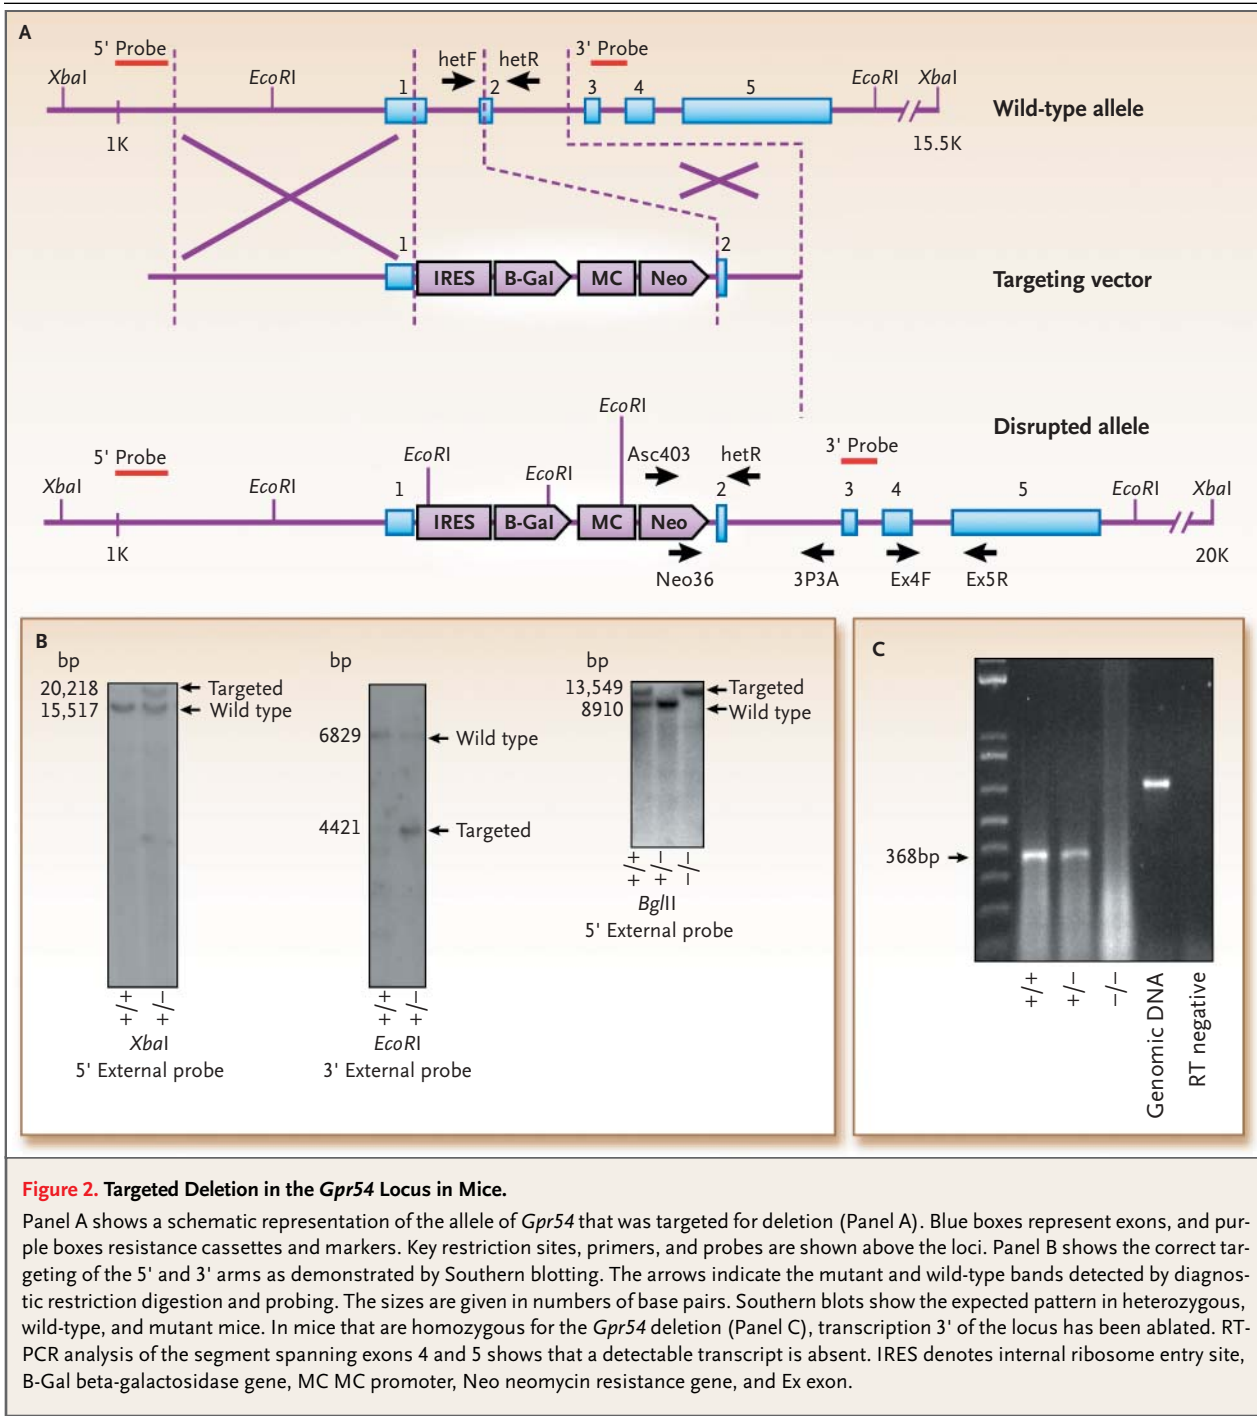 A
5' Probe
hetF
hetR
3' Probe
XbaI
EcoRI
1
2
3
4
5
EcoRI
XbaI
Wild-type allele
1K
15.5K
1
IRES
B-Gal
MC
Neo
2
Targeting vector
Disrupted allele
EcoRI
5' Probe
EcoRI
Asc403
hetR
3' Probe
XbaI
EcoRI
1
EcoRI
2
3
4
5
EcoRI
XbaI
IRES
B-Gal
MC
Neo
1K
20K
Neo36
3P3A
Ex4F
Ex5R
B
bp
20,218
Targeted
15,517
Wild type
+/+
+/−
XbaI
5' External probe
bp
6829
Wild type
4421
Targeted
+/+
+/−
EcoRI
3' External probe
bp
13,549
Targeted
8910
Wild type
+/+
+/−
−/−
BglII
5' External probe
C
368bp
+/+
+/−
−/−
Genomic DNA
RT negative
Figure 2. Targeted Deletion in the Gpr54 Locus in Mice.
Panel A shows a schematic representation of the allele of Gpr54 that was targeted for deletion (Panel A). Blue boxes represent exons, and pur-
ple boxes resistance cassettes and markers. Key restriction sites, primers, and probes are shown above the loci. Panel B shows the correct tar-
geting of the 5' and 3' arms as demonstrated by Southern blotting. The arrows indicate the mutant and wild-type bands detected by diagnos-
tic restriction digestion and probing. The sizes are given in numbers of base pairs. Southern blots show the expected pattern in heterozygous,
wild-type, and mutant mice. In mice that are homozygous for the Gpr54 deletion (Panel C), transcription 3' of the locus has been ablated. RT-
PCR analysis of the segment spanning exons 4 and 5 shows that a detectable transcript is absent. IRES denotes internal ribosome entry site,
B-Gal beta-galactosidase gene, MC MC promoter, Neo neomycin resistance gene, and Ex exon.